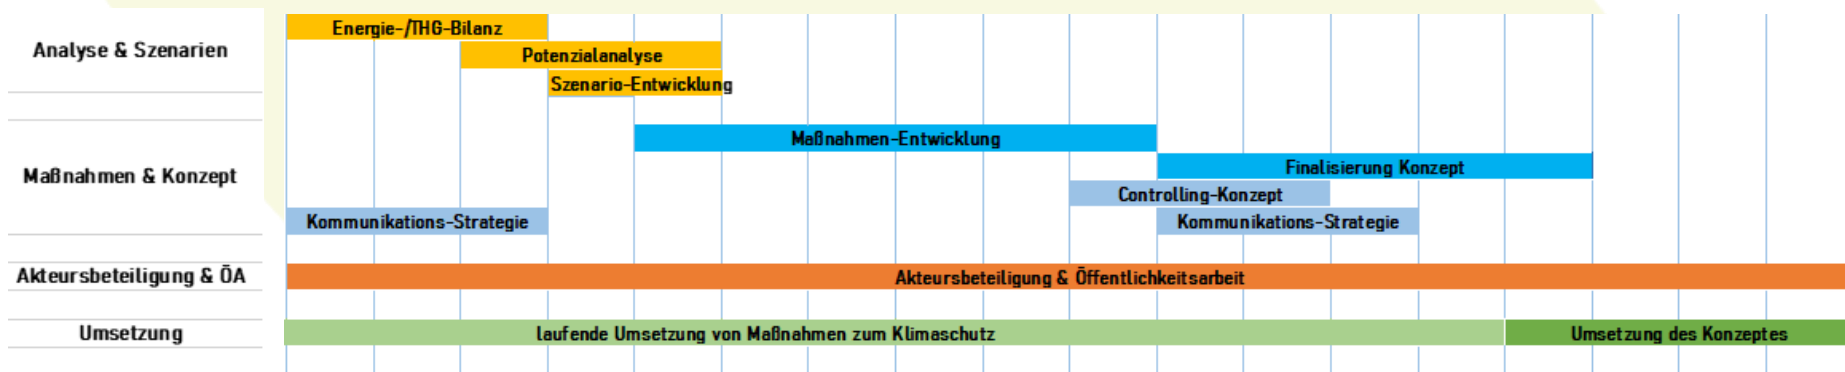 Analyse & Szenarien
Energie-/THG-Bilanz
Potenzialanalyse
Szenario-Entwicklung
Maßnahmen & Konzept
Maßnahmen-Entwicklung
Finalisierung Konzept
Controlling-Konzept
Kommunikations-Strategie
Kommunikations-Strategie
Akteursbeteiligung & ÖA
Akteursbeteiligung & Öffentlichkeitsarbeit
Umsetzung
laufende Umsetzung von Maßnahmen zum Klimaschutz
Umsetzung des Konzeptes